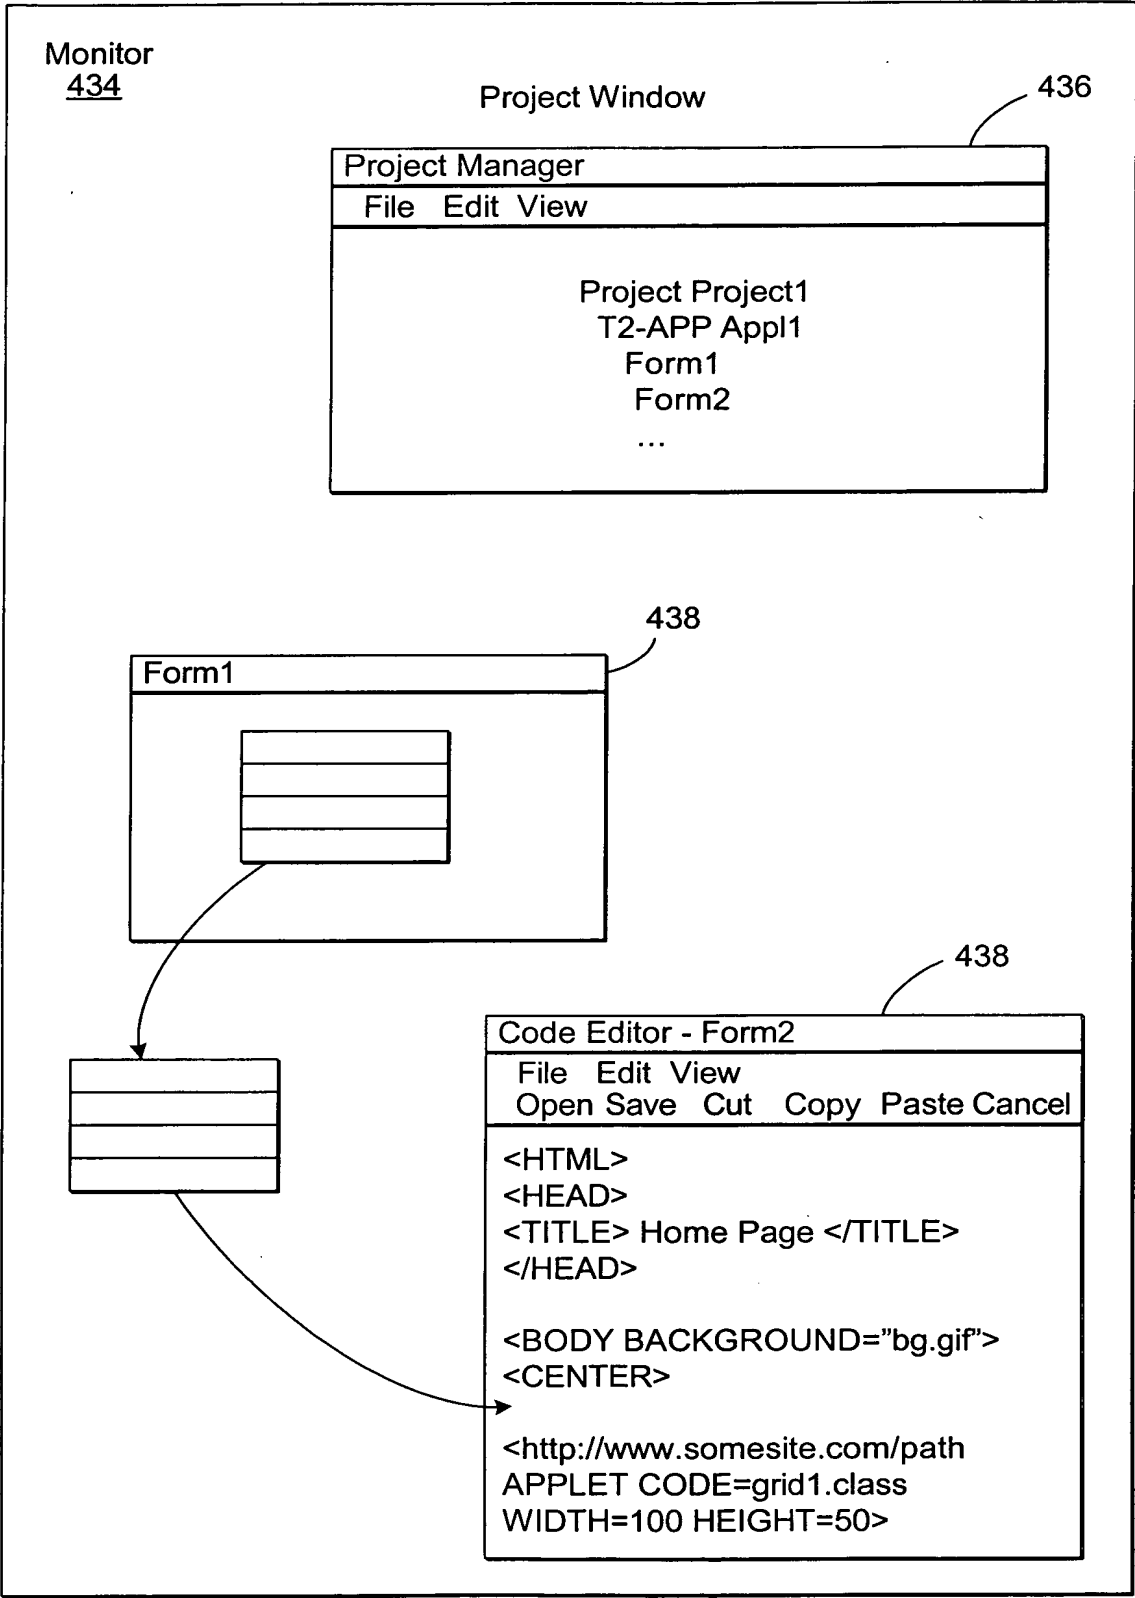 Monitor
434
Project Window
436
Project Manager
File Edit View
Project Project1
T2-APP Appl1
Form1
Form2
...
438
Form1
438
Code Editor - Form2
File Edit View
Open Save Cut Copy Paste Cancel
<HTML>
<HEAD>
<TITLE> Home Page </TITLE>
</HEAD>
<BODY BACKGROUND=”bg.gif”>
<CENTER>
<http://www.somesite.com/path
APPLET CODE=grid1.class
WIDTH=100 HEIGHT=50>